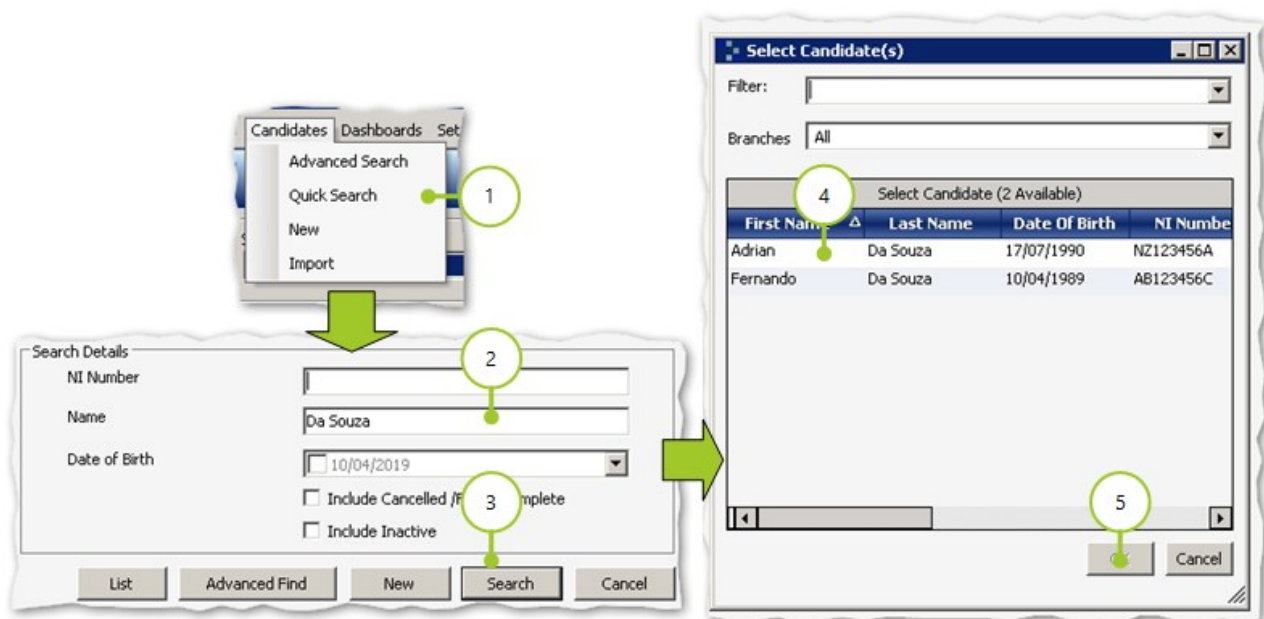 Candidates Dashboards Set
Advanced Search
Quick Search
1
New
Import
Search Details
2
NI Number
Name
Da Souza
Date of Birth
10/04/2019
Include Cancelled /F mplete
3
Include Inactive
List Advanced Find New Search Cancel
Select Candidate(s)
Filter:
Branches All
4
Select Candidate (2 Available)
First Name Last Name Date Of Birth NI Numbe
Adrian Da Souza 17/07/1990 NZ123456A
Fernando Da Souza 10/04/1989 AB123456C
5
Cancel